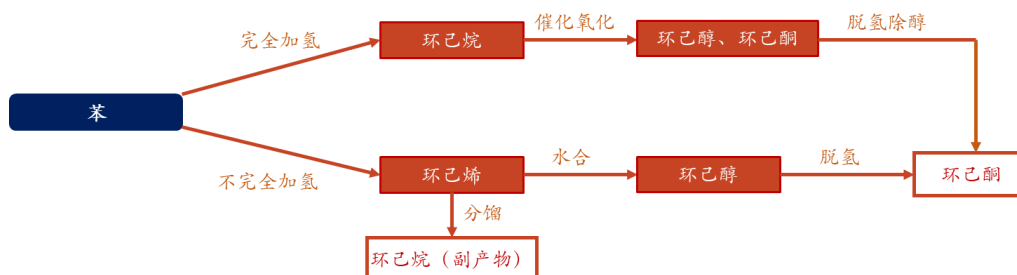 完全加氢
环己烷
催化氧化
环己醇、环己酮
脱氢除醇
苯
不完全加氢
环己烯
水合
环己醇
脱氢
环己酮
分馏
环己烷（副产物）